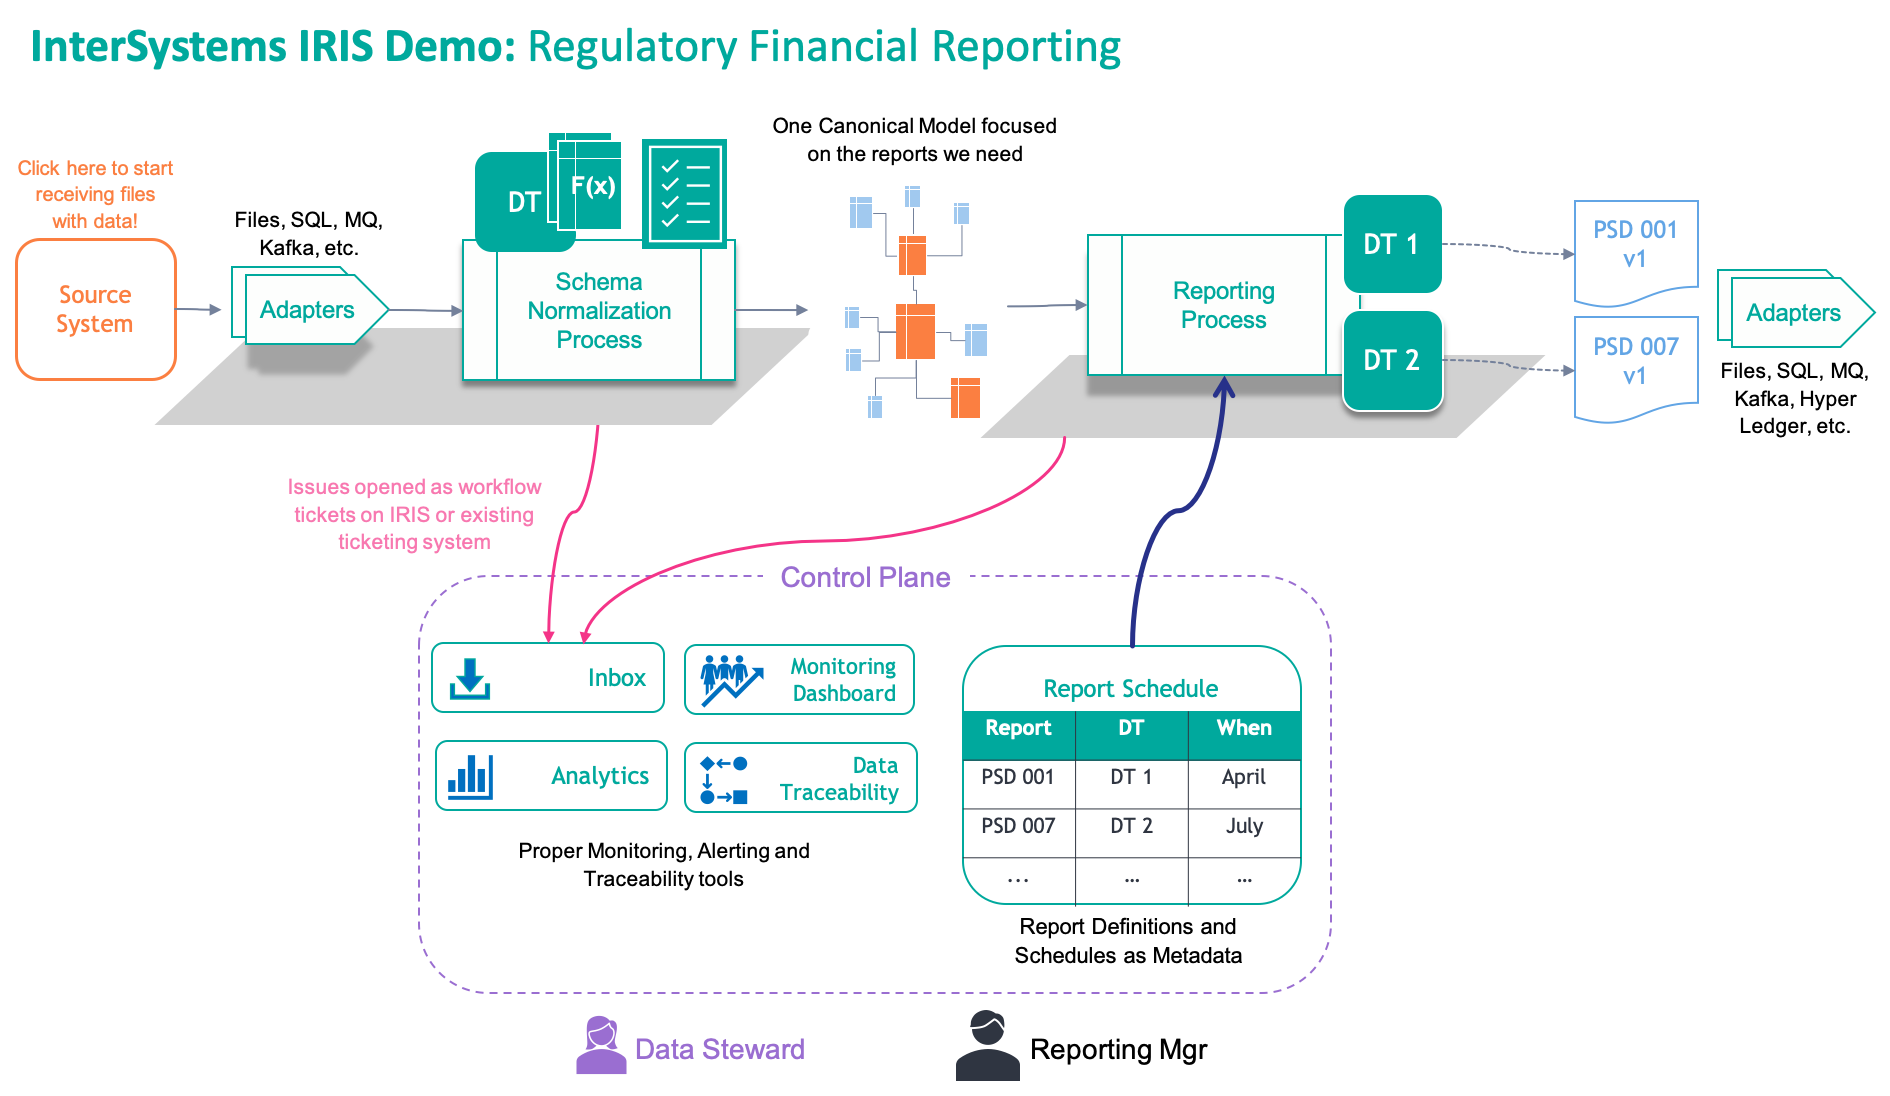 InterSystems IRIS Demo: Regulatory Financial Reporting
Click here to start
receiving files
with data!
Source
System
Files, SQL, MQ,
Kafka, etc.
Adapters
DT
F(x)
Schema
Normalization
Process
One Canonical Model focused
on the reports we need
Reporting
Process
DT 1
DT 2
PSD 001
v1
PSD 007
v1
Adapters
Files, SQL, MQ,
Kafka, Hyper
Ledger, etc.
Issues opened as workflow
tickets on IRIS or existing
ticketing system
Control Plane
Inbox
Monitoring
Dashboard
Analytics
Data
Traceability
Proper Monitoring, Alerting and
Traceability tools
Report Schedule
Report DT When
PSD 001 DT 1 April
PSD 007 DT 2 July
... ... ...
Report Definitions and
Schedules as Metadata
Data Steward
Reporting Mgr